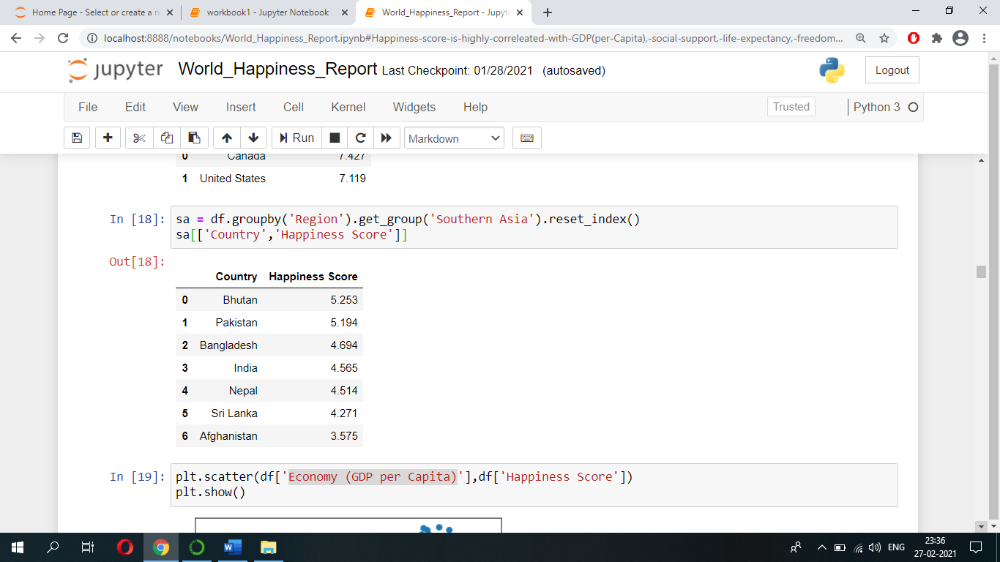 Home Page - Select or create a n
workbook1 - Jupyter Notebook
World_Happiness_Report - Jupyt
localhost:8888/notebooks/World_Happiness_Report.ipynb#Happiness-score-is-highly-correleated-with-GDP(per-Capita),-social-support,-life-expectancy,-freedom...
jupyter World_Happiness_Report Last Checkpoint: 01/28/2021 (autosaved)
Logout
File Edit View Insert Cell Kernel Widgets Help Trusted Python 3
Run Markdown
0 Canada 7.427
1 United States 7.119
In [18]: sa = df.groupby('Region').get_group('Southern Asia').reset_index()
sa[['Country','Happiness Score']]
Out[18]:
Country Happiness Score
0 Bhutan 5.253
1 Pakistan 5.194
2 Bangladesh 4.694
3 India 4.565
4 Nepal 4.514
5 Sri Lanka 4.271
6 Afghanistan 3.575
In [19]: plt.scatter(df['Economy (GDP per Capita)'],df['Happiness Score'])
plt.show()
ENG
23:36
27-02-2021